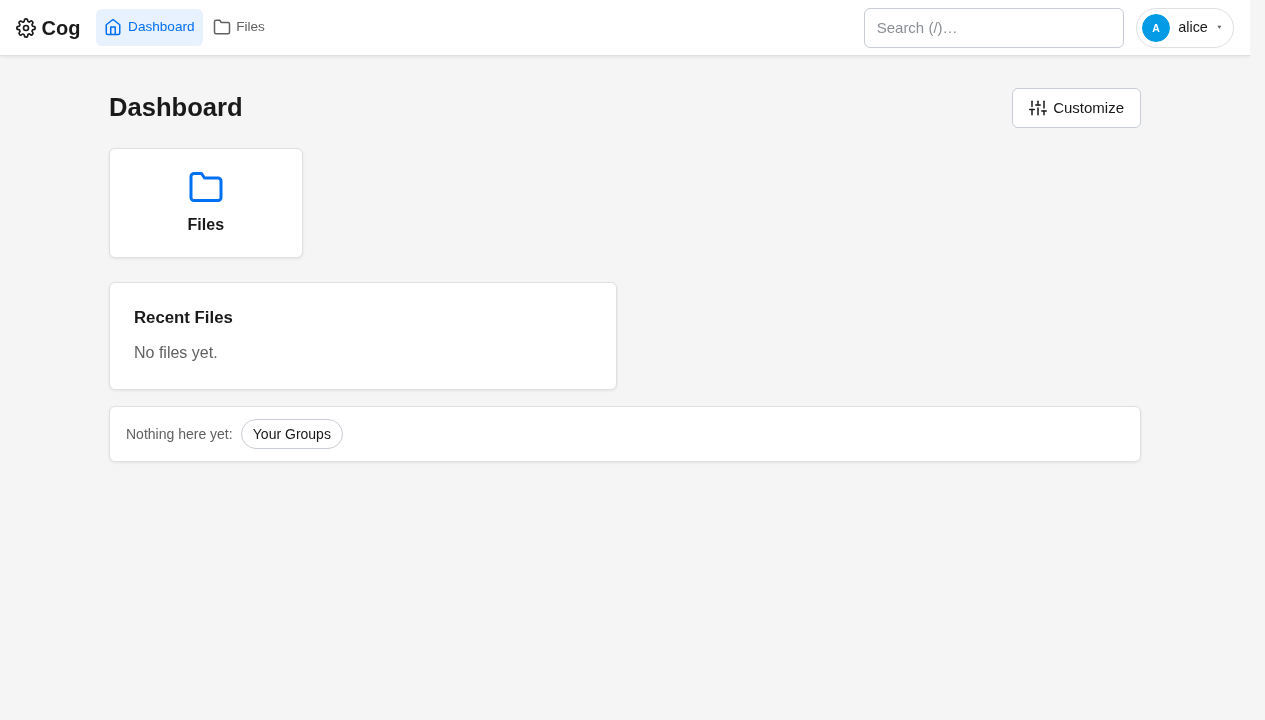 Cog
Dashboard
Files
Search (/)…
A
alice
Dashboard
Customize
Files
Recent Files
No files yet.
Nothing here yet: Your Groups